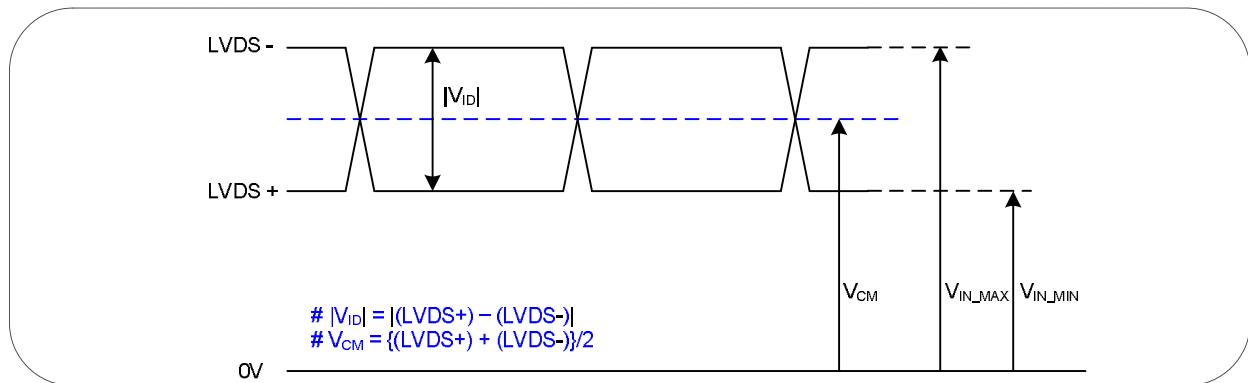 LVDS -
|VID|
LVDS +
VCM
VIN_MAX
VIN_MIN
# |VID| = |(LVDS+) – (LVDS-)|
# VCM = {(LVDS+) + (LVDS-)}/2
0V